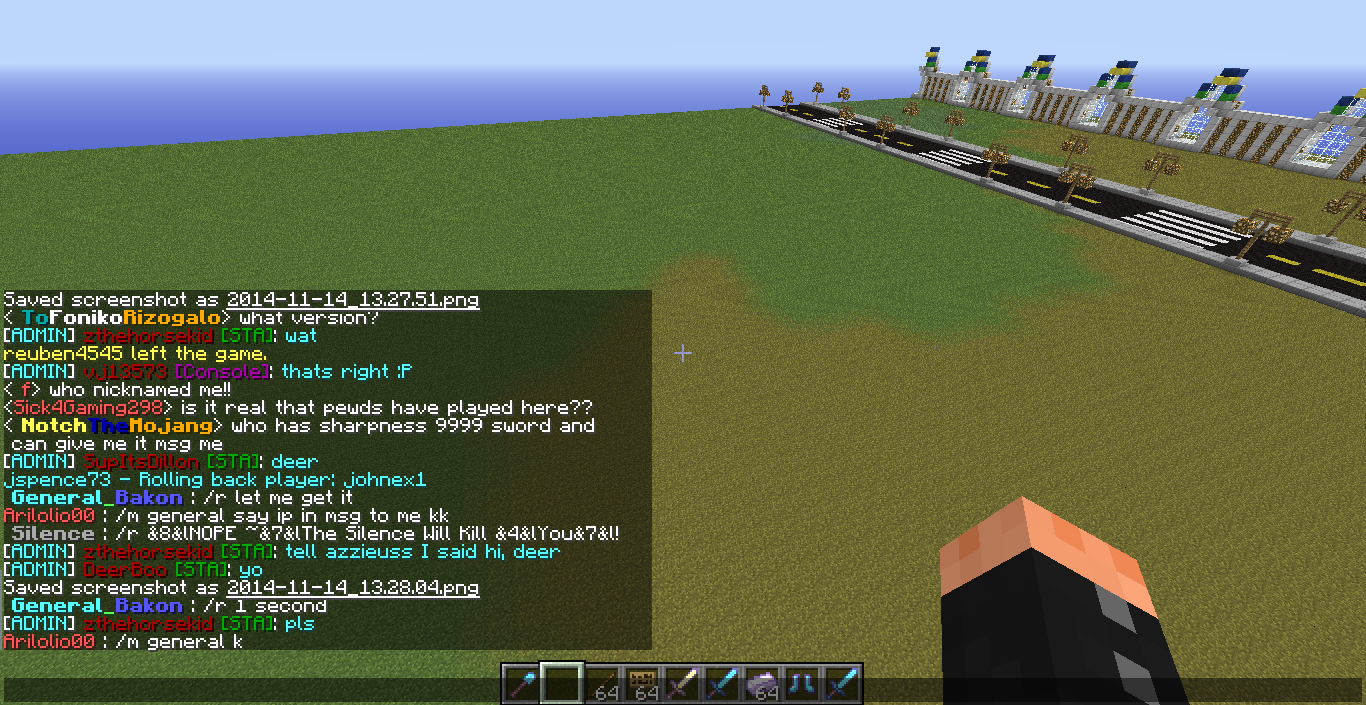 Saved screenshot as 2014-11-14_13.27.51.png
< ToFonikoRizogalo> what version?
[ADMIN] zthehorsekid [STA]: wat
reuben4545 left the game.
[ADMIN] vji13573 [Console]: thats right :P
< f> who nicknamed me!!
<Sick4Gaming298> is it real that pewds have played here??
< NotchTheMojang> who has sharpness 9999 sword and
can give me it msg me
[ADMIN] SupItsDillon [STA]: deer
jspence73 - Rolling back player: johnex1
General_Bakon : /r let me get it
Arilolio00 : /m general say ip in msg to me kk
Silence : /r &8&lNOPE ~&7&lThe Silence Will Kill &4&lYou&7&l!
[ADMIN] zthehorsekid [STA]: tell azzieuss I said hi, deer
[ADMIN] DeerBoo [STA]: yo
Saved screenshot as 2014-11-14_13.28.04.png
General_Bakon : /r 1 second
[ADMIN] zthehorsekid [STA]: pls
Arilolio00 : /m general k
64 64 64